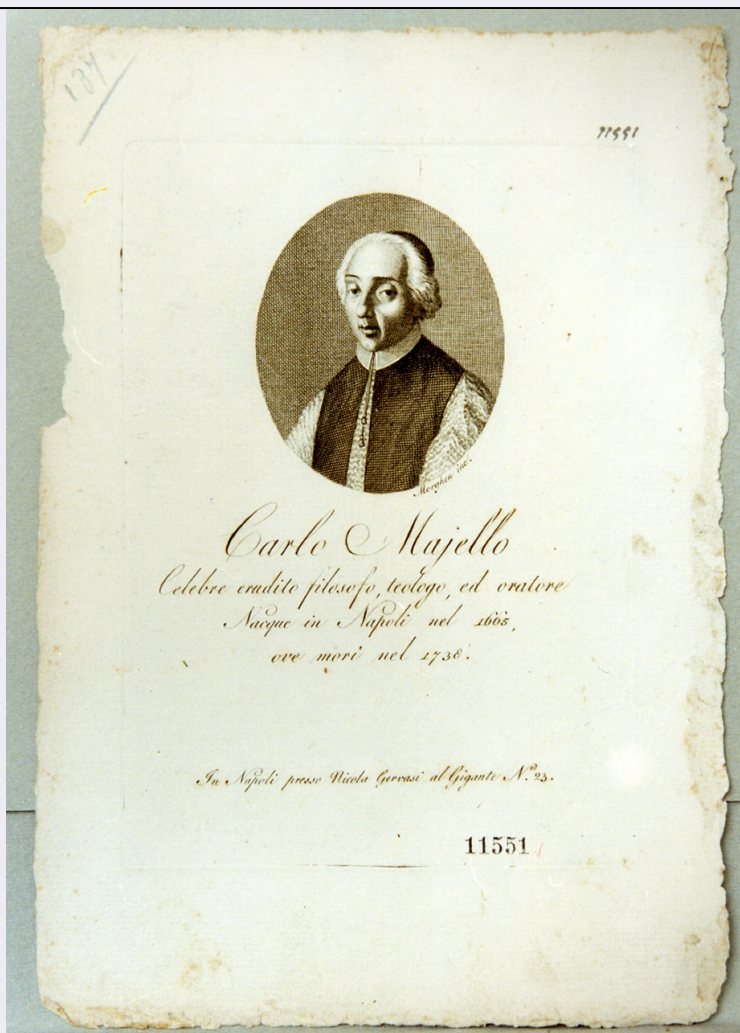 137
11551
Morghen inc.
Carlo Majello
Celebre erudito filosofo, teologo, ed oratore
Nacque in Napoli nel 1665,
ove morì nel 1738.
In Napoli presso Nicola Gervasi al Gigante N.º 23.
11551